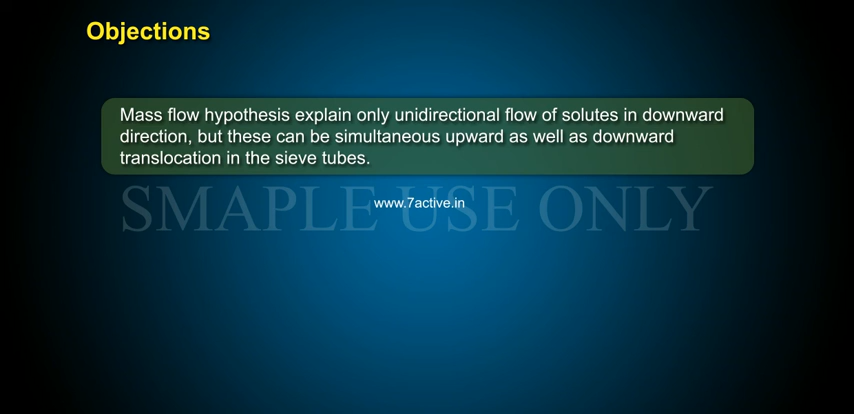 Objections
Mass flow hypothesis explain only unidirectional flow of solutes in downward
direction, but these can be simultaneous upward as well as downward
translocation in the sieve tubes.
SMAPLE USE ONLY
www.7active.in